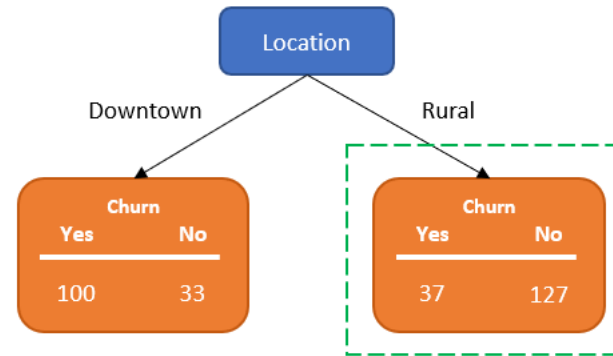 Location
Downtown
Rural
Churn
Yes No
100 33
Churn
Yes No
37 127